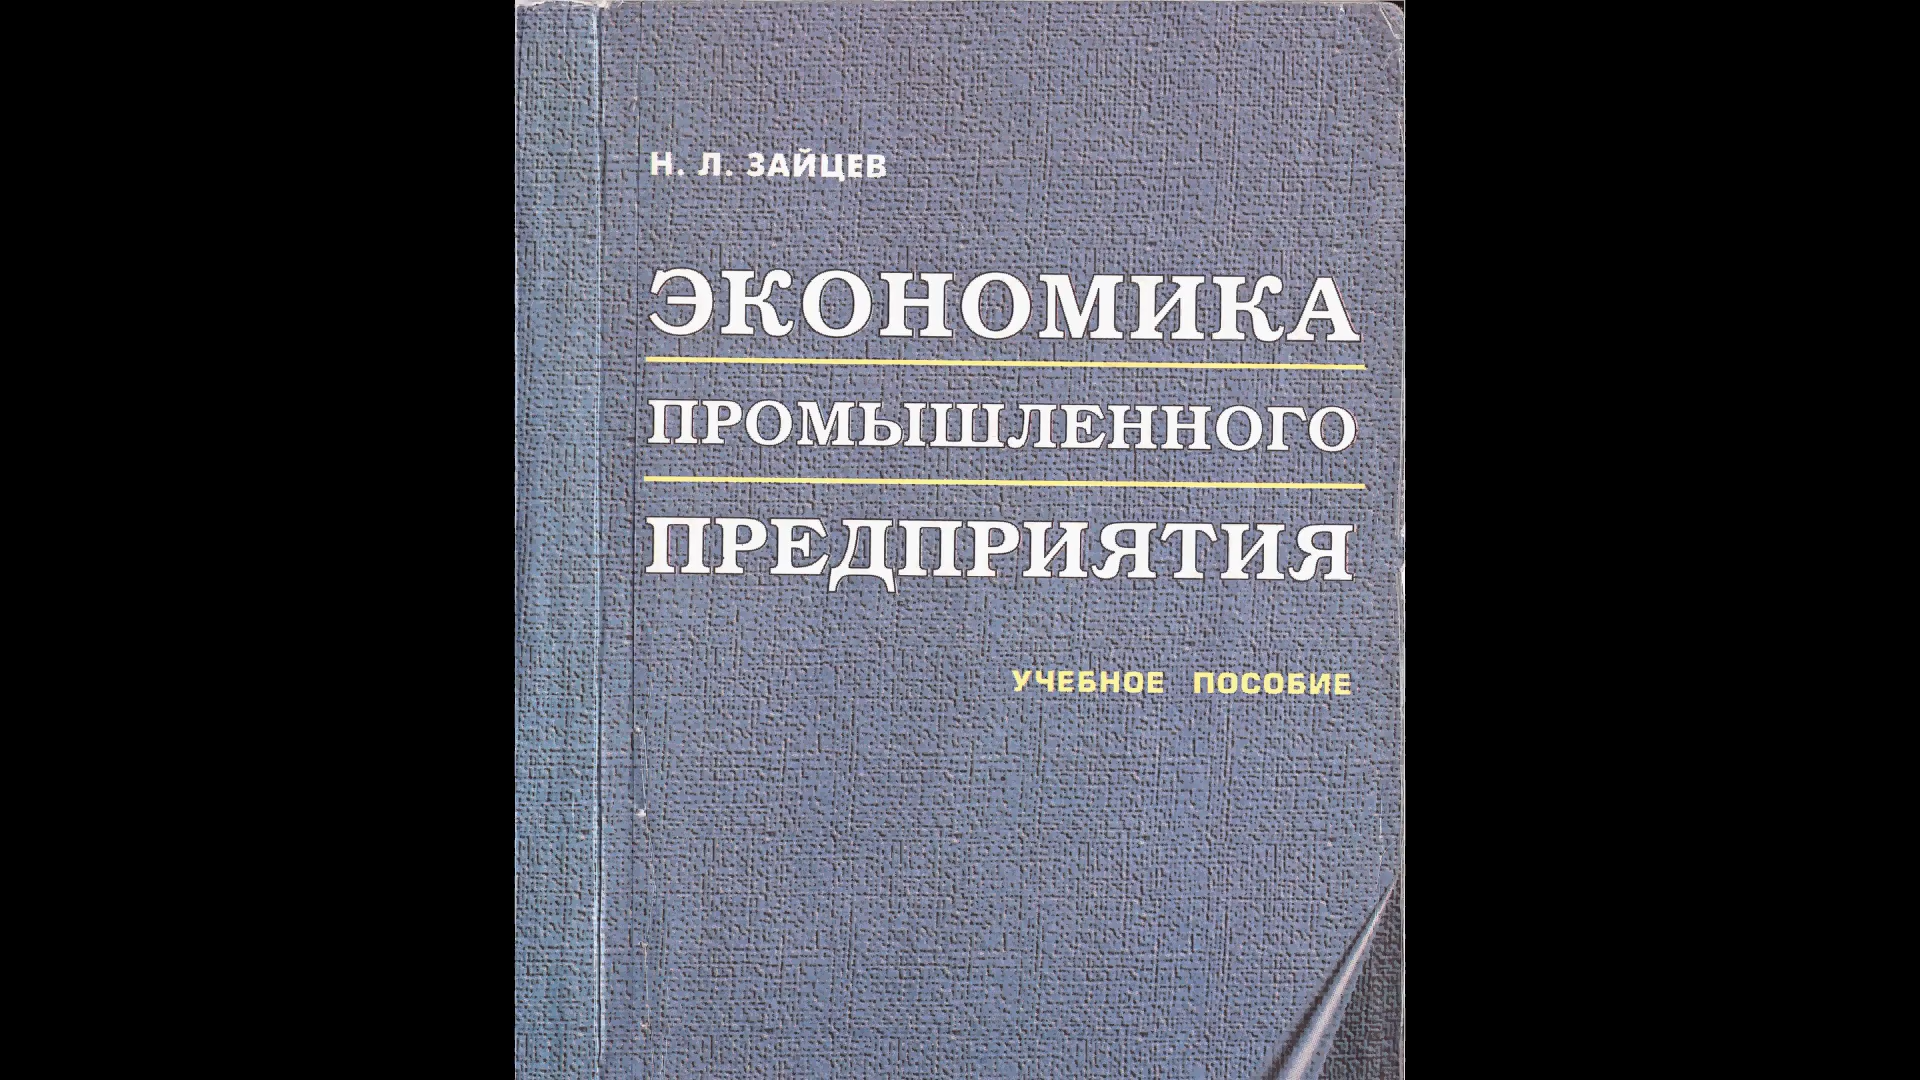 Н. Л. ЗАЙЦЕВ
ЭКОНОМИКА
ПРОМЫШЛЕННОГО
ПРЕДПРИЯТИЯ
УЧЕБНОЕ ПОСОБИЕ